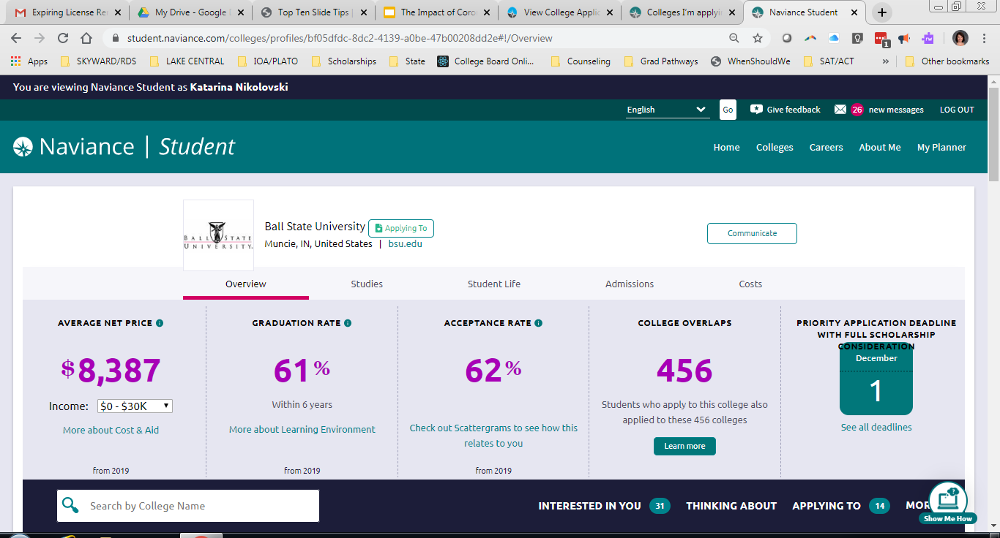 Expiring License Re
My Drive - Google
Top Ten Slide Tips
The Impact of Coro
View College Applic
Colleges I'm applyin
Naviance Student
student.naviance.com/colleges/profiles/bf05dfdc-8dc2-4139-a0be-47b00208dd2e#!/Overview
1
Apps
SKYWARD/RDS
LAKE CENTRAL
IOA/PLATO
Scholarships
State
College Board Onli...
Counseling
Grad Pathways
WhenShouldWe
SAT/ACT
»
Other bookmarks
You are viewing Naviance Student as Katarina Nikolovski
English
Go
Give feedback
26 new messages
LOG OUT
Naviance | Student
Home
Colleges
Careers
About Me
My Planner
BALL STATE
UNIVERSITY.
Ball State University
Applying To
Muncie, IN, United States | bsu.edu
Communicate
Overview
Studies
Student Life
Admissions
Costs
AVERAGE NET PRICE
$8,387
Income: $0 - $30K
More about Cost & Aid
from 2019
GRADUATION RATE
61%
Within 6 years
More about Learning Environment
from 2019
ACCEPTANCE RATE
62%
Check out Scattergrams to see how this
relates to you
from 2019
COLLEGE OVERLAPS
456
Students who apply to this college also
applied to these 456 colleges
Learn more
PRIORITY APPLICATION DEADLINE
WITH FULL SCHOLARSHIP
CONSIDERATION
December
1
See all deadlines
Search by College Name
INTERESTED IN YOU 31
THINKING ABOUT
APPLYING TO 14
MOR
Show Me How